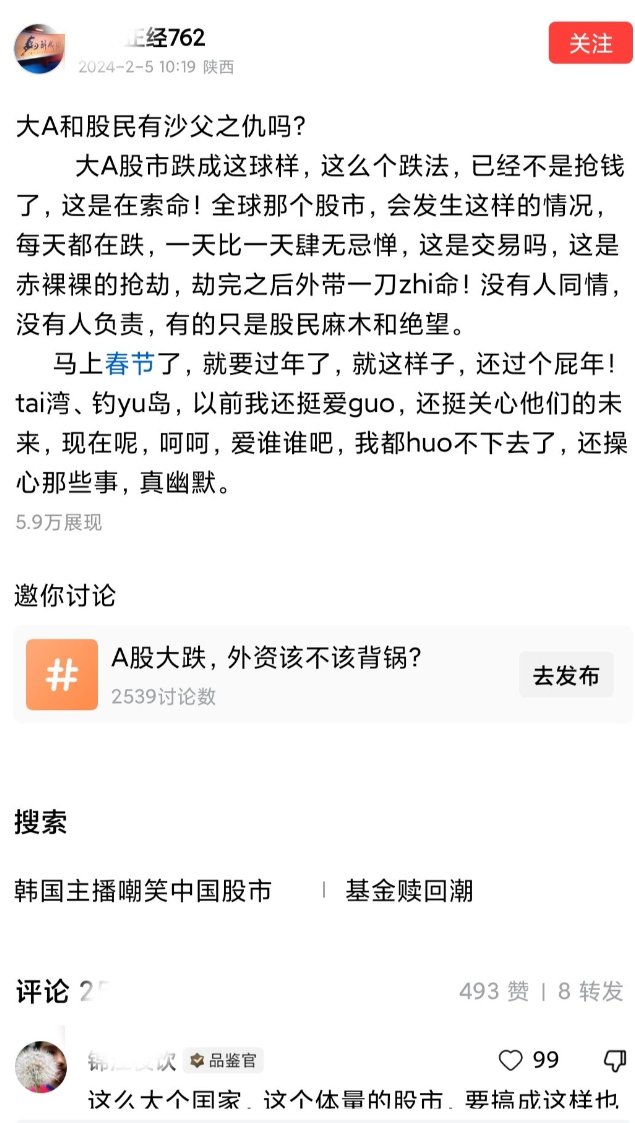 正经762
2024-2-5 10:19 陕西
关注
大A和股民有沙父之仇吗?
大A股市跌成这球样，这么个跌法，已经不是抢钱
了，这是在索命！全球那个股市，会发生这样的情况，
每天都在跌，一天比一天肆无忌惮，这是交易吗，这是
赤裸裸的抢劫，劫完之后外带一刀zhi命！没有人同情，
没有人负责，有的只是股民麻木和绝望。
马上春节了，就要过年了，就这样子，还过个屁年！
tai湾、钓yu岛，以前我还挺爱guo，还挺关心他们的未
来，现在呢，呵呵，爱谁谁吧，我都huo不下去了，还操
心那些事，真幽默。
5.9万展现
邀你讨论
#
A股大跌，外资该不该背锅?
2539讨论数
去发布
搜索
韩国主播嘲笑中国股市 | 基金赎回潮
评论
493 赞 | 8 转发
饮 品鉴官
99
这么大个国家，这个体量的股市，要搞成这样也